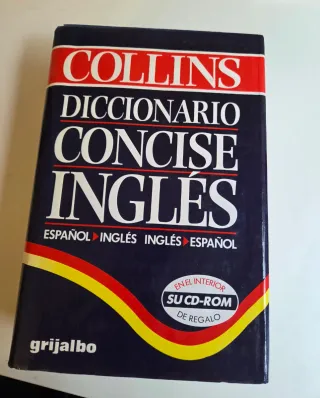 COLLINS
DICCIONARIO
CONCISE
INGLÉS
ESPAÑOL INGLÉS INGLÉS ESPAÑOL
EN EL INTERIOR
SU CD-ROM
DE REGALO
grijalbo